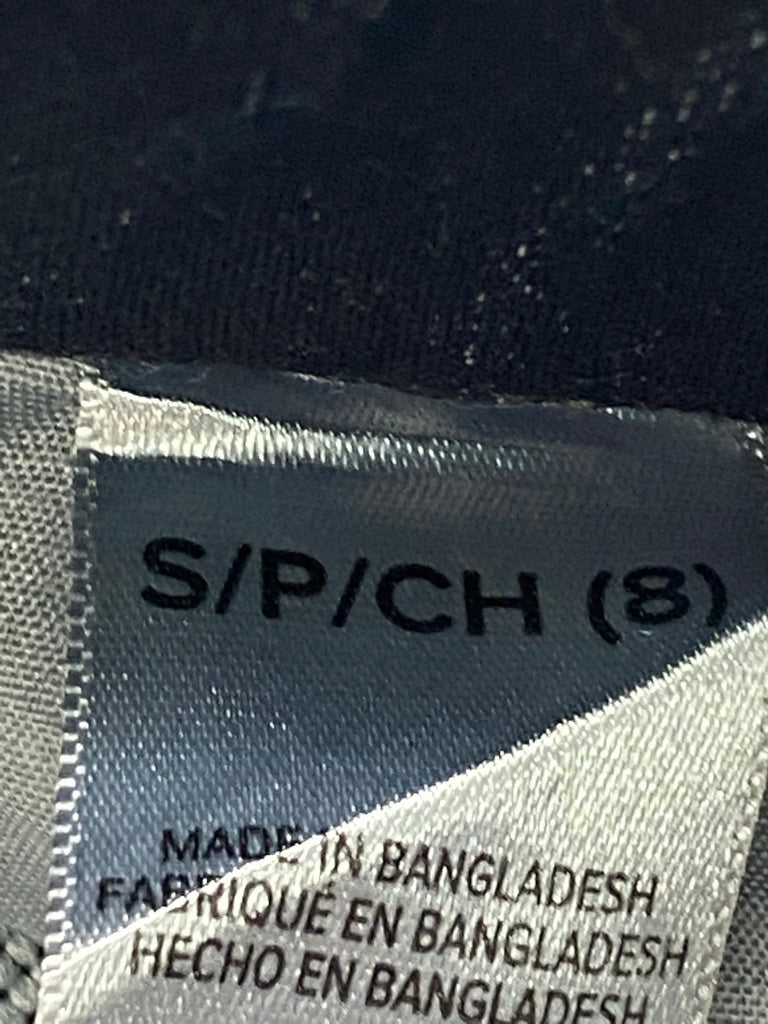 S/P/CH (8)
MADE IN BANGLADESH
FABRIQUÉ EN BANGLADESH
HECHO EN BANGLADESH